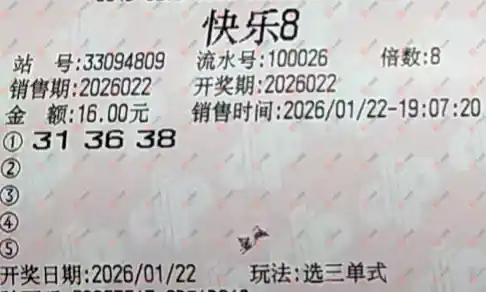 快乐8
站 号:33094809 流水号:100026 倍数:8
销售期:2026022 开奖期:2026022
金 额:16.00元 销售时间:2026/01/22-19:07:20
① 31 36 38
②
③
④
⑤
开奖日期:2026/01/22 玩法:选三单式